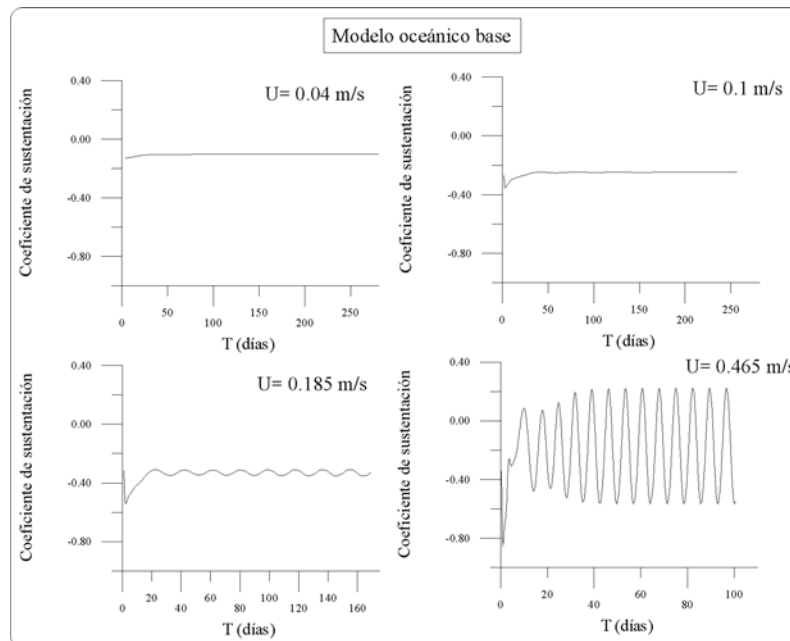 Modelo oceánico base
U= 0.04 m/s
Coeficiente de sustentación
0.40
0.00
-0.40
-0.80
0 50 100 150 200 250
T (días)
U= 0.1 m/s
Coeficiente de sustentación
0.40
0.00
-0.40
-0.80
0 50 100 150 200 250
T (días)
U= 0.185 m/s
Coeficiente de sustentación
0.40
0.00
-0.40
-0.80
0 20 40 60 80 100 120 140 160
T (días)
U= 0.465 m/s
Coeficiente de sustentación
0.40
0.00
-0.40
-0.80
0 20 40 60 80 100
T (días)